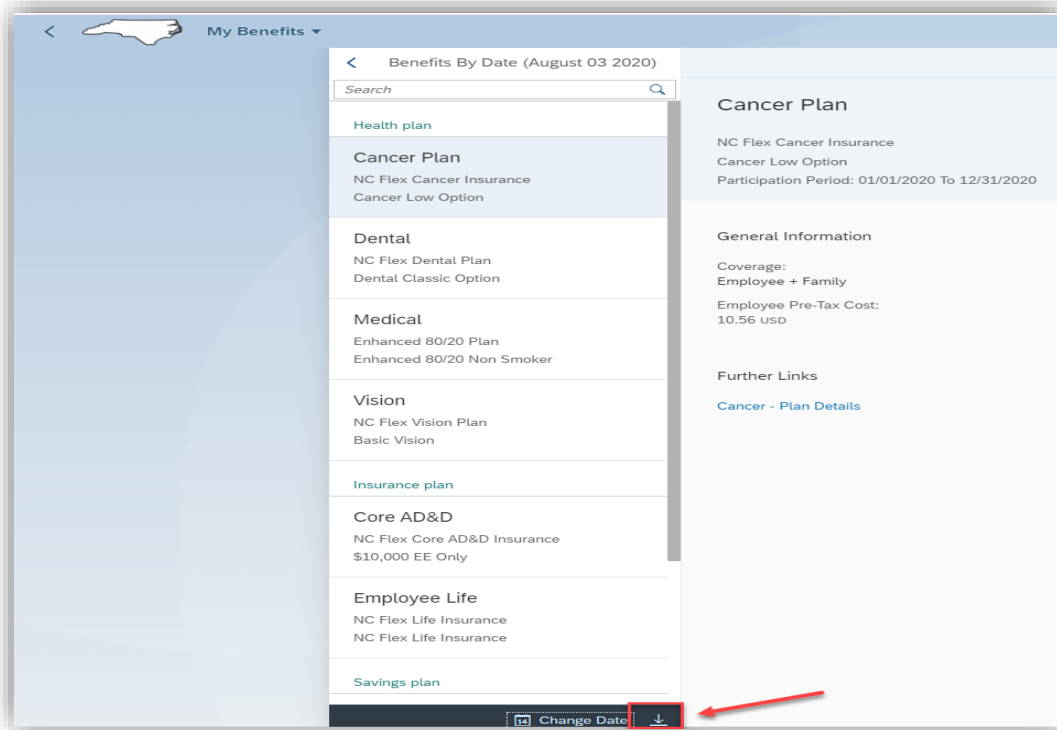 My Benefits
Benefits By Date (August 03 2020)
Search
Health plan
Cancer Plan
NC Flex Cancer Insurance
Cancer Low Option
Dental
NC Flex Dental Plan
Dental Classic Option
Medical
Enhanced 80/20 Plan
Enhanced 80/20 Non Smoker
Vision
NC Flex Vision Plan
Basic Vision
Insurance plan
Core AD&D
NC Flex Core AD&D Insurance
$10,000 EE Only
Employee Life
NC Flex Life Insurance
NC Flex Life Insurance
Savings plan
14 Change Date
Cancer Plan
NC Flex Cancer Insurance
Cancer Low Option
Participation Period: 01/01/2020 To 12/31/2020
General Information
Coverage:
Employee + Family
Employee Pre-Tax Cost:
10.56 USD
Further Links
Cancer - Plan Details